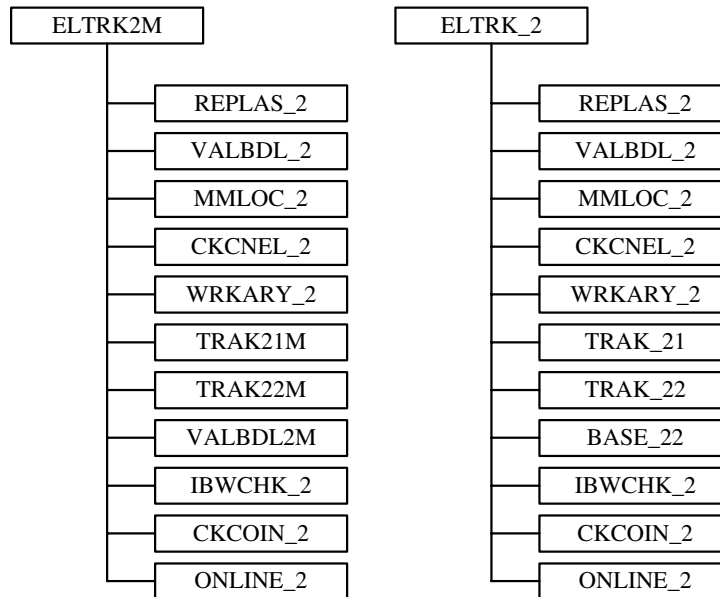 ELTRK2M
REPLAS_2
VALBDL_2
MMLOC_2
CKCNEL_2
WRKARY_2
TRAK21M
TRAK22M
VALBDL2M
IBWCHK_2
CKCOIN_2
ONLINE_2
ELTRK_2
REPLAS_2
VALBDL_2
MMLOC_2
CKCNEL_2
WRKARY_2
TRAK_21
TRAK_22
BASE_22
IBWCHK_2
CKCOIN_2
ONLINE_2